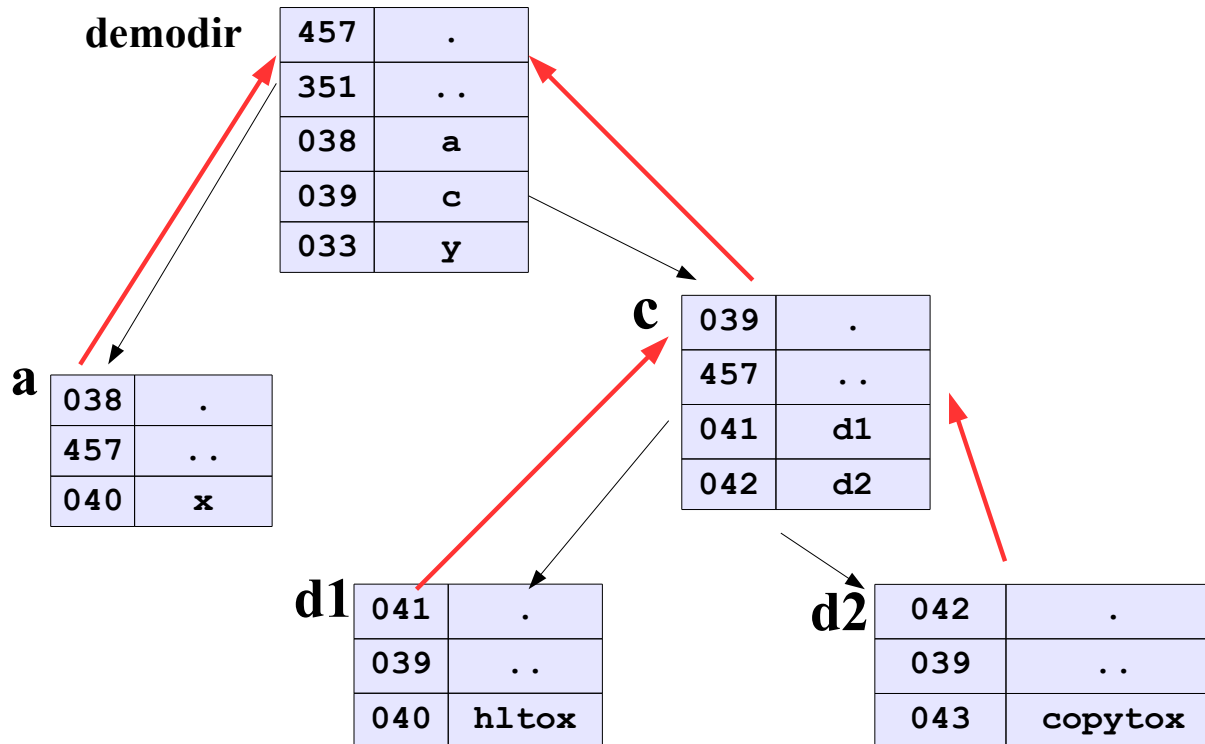 demodir
457 .
351 ..
038 a
039 c
033 y
a
038 .
457 ..
040 x
c
039 .
457 ..
041 d1
042 d2
d1
041 .
039 ..
040 hltox
d2
042 .
039 ..
043 copytox